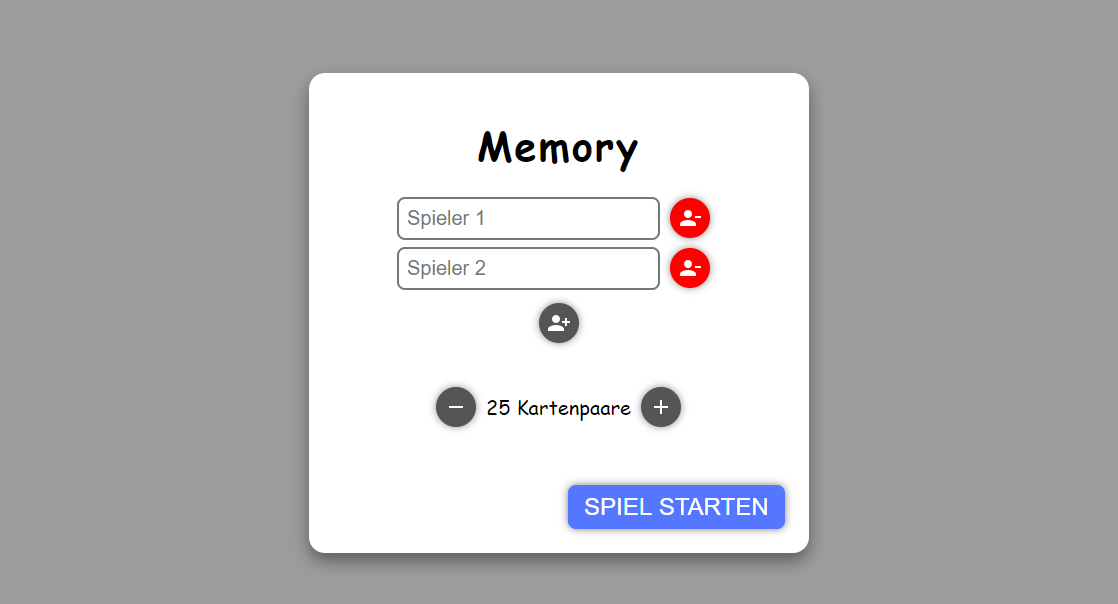 Memory
Spieler 1
Spieler 2
25 Kartenpaare
SPIEL STARTEN